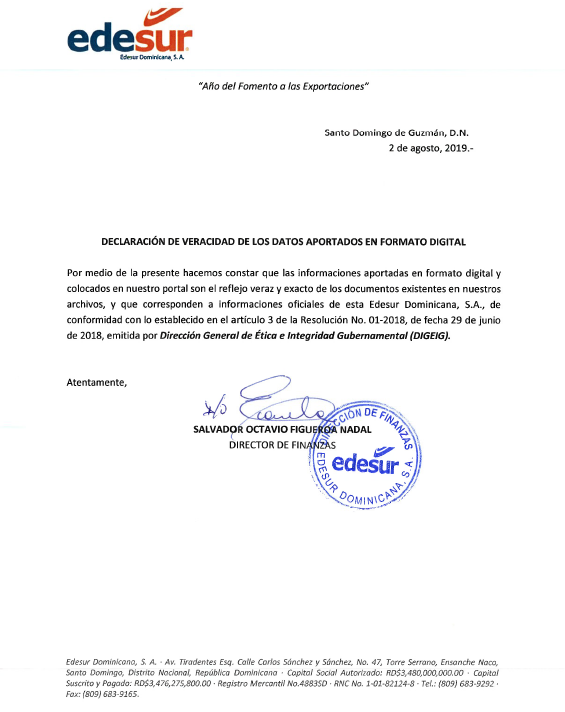 edesur
Edesur Dominicana, S.A.
"Año del Fomento a las Exportaciones"
Santo Domingo de Guzmán, D.N.
2 de agosto, 2019.-
DECLARACIÓN DE VERACIDAD DE LOS DATOS APORTADOS EN FORMATO DIGITAL
Por medio de la presente hacemos constar que las informaciones aportadas en formato digital y
colocados en nuestro portal son el reflejo veraz y exacto de los documentos existentes en nuestros
archivos, y que corresponden a informaciones oficiales de esta Edesur Dominicana, S.A., de
conformidad con lo establecido en el artículo 3 de la Resolución No. 01-2018, de fecha 29 de junio
de 2018, emitida por Dirección General de Ética e Integridad Gubernamental (DIGEIG).
Atentamente,
SALVADOR OCTAVIO FIGUEROA NADAL
DIRECTOR DE FINANZAS
DIRECCIÓN DE FINANZAS
edesur
EDESUR DOMINICANA, S.A.
Edesur Dominicana, S. A. · Av. Tiradentes Esq. Calle Carlos Sánchez y Sánchez, No. 47, Torre Serrano, Ensanche Naco,
Santo Domingo, Distrito Nacional, República Dominicana · Capital Social Autorizado: RD$3,480,000,000.00 · Capital
Suscrito y Pagado: RD$3,476,275,800.00 · Registro Mercantil No.4883SD · RNC No. 1-01-82124-8 · Tel.: (809) 683-9292 ·
Fax: (809) 683-9165.